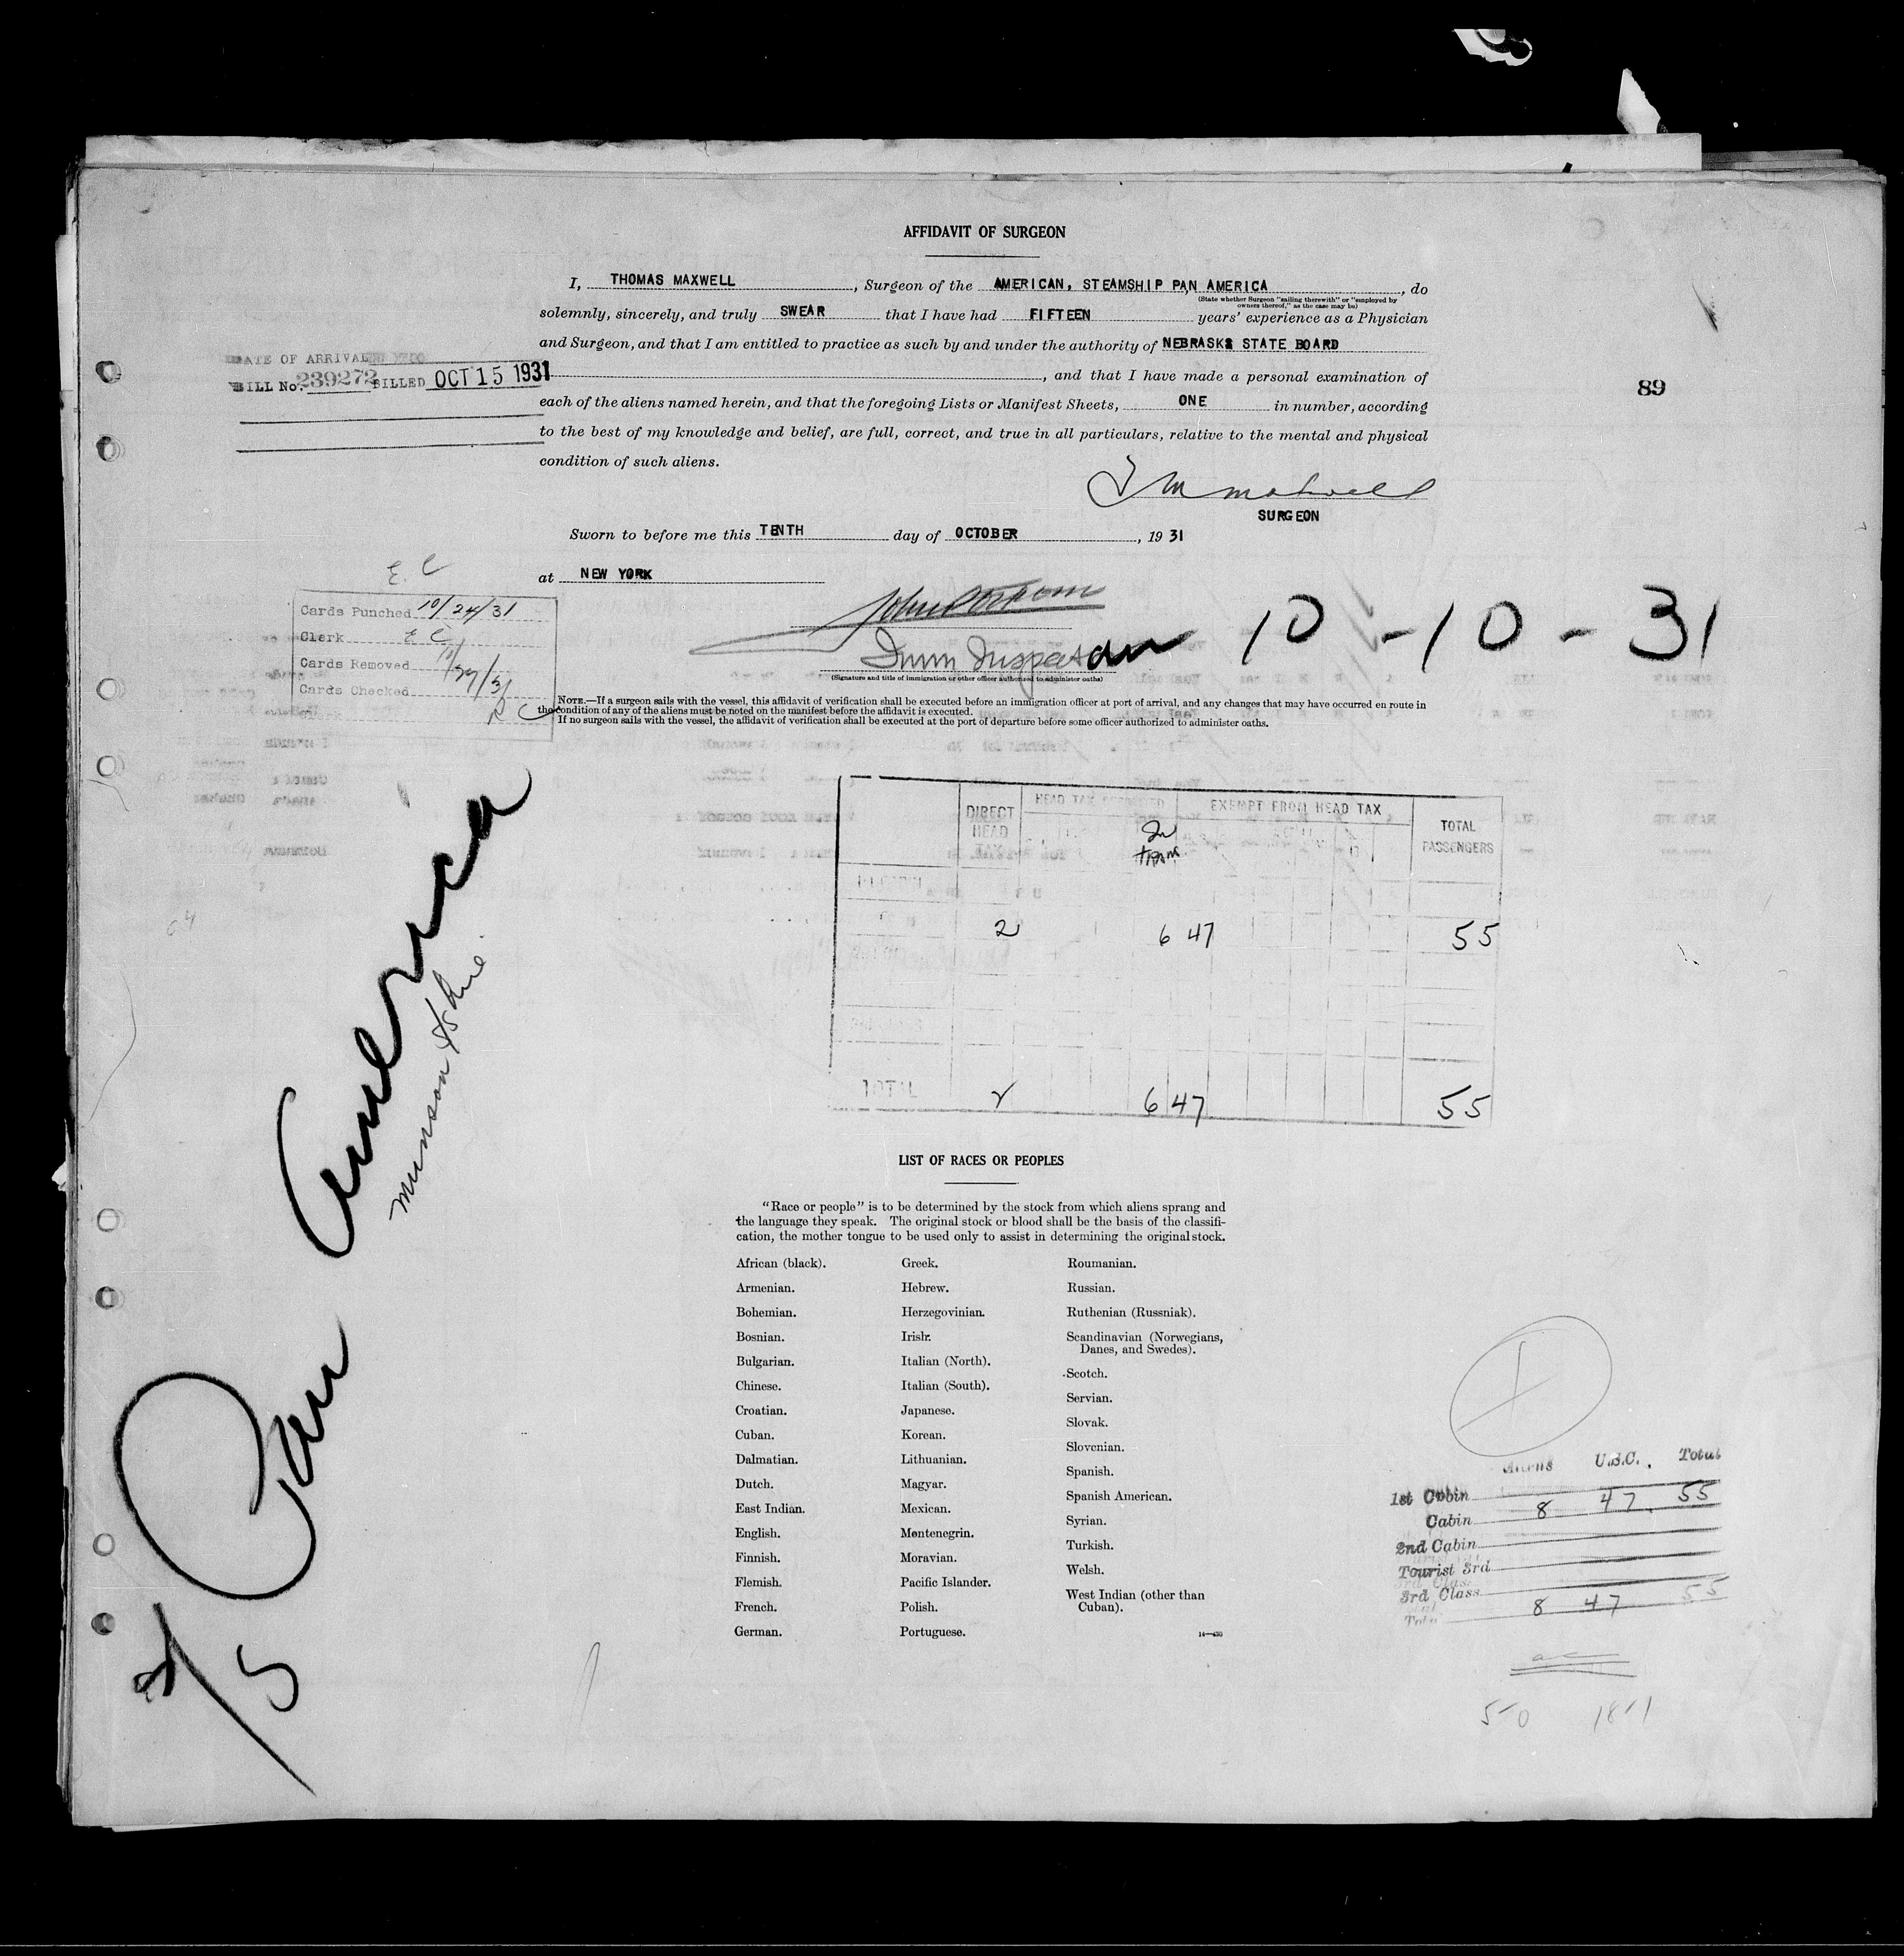 AFFIDAVIT OF SURGEON
I, THOMAS MAXWELL, Surgeon of the AMERICAN, STEAMSHIP PAN AMERICA, do
(State whether Surgeon "sailing therewith" or "employed by
owners thereof," as the case may be)
solemnly, sincerely, and truly SWEAR that I have had FIFTEEN years' experience as a Physician
and Surgeon, and that I am entitled to practice as such by and under the authority of NEBRASKA STATE BOARD
, and that I have made a personal examination of
each of the aliens named herein, and that the foregoing Lists or Manifest Sheets, ONE in number, according
to the best of my knowledge and belief, are full, correct, and true in all particulars, relative to the mental and physical
condition of such aliens.
DATE OF ARRIVAL
BILL No. 239272 BILLED OCT 15 1931
89
T M Maxwell
SURGEON
Sworn to before me this TENTH day of OCTOBER, 19 31
at NEW YORK
Imm Inspector
10-10-31
(Signature and title of immigration or other officer authorized to administer oaths)
E C
Cards Punched 10/24/31
Clerk E C
Cards Removed
Cards Checked
NOTE.—If a surgeon sails with the vessel, this affidavit of verification shall be executed before an immigration officer at port of arrival, and any changes that may have occurred en route in
the condition of any of the aliens must be noted on the manifest before the affidavit is executed.
If no surgeon sails with the vessel, the affidavit of verification shall be executed at the port of departure before some officer authorized to administer oaths.
Pan America
Munson
DIRECT HEAD TAX
HEAD TAX
EXEMPT FROM HEAD TAX
TOTAL PASSENGERS
In trans
2 6 47 55
TOTAL 2 6 47 55
LIST OF RACES OR PEOPLES
"Race or people" is to be determined by the stock from which aliens sprang and
the language they speak. The original stock or blood shall be the basis of the classifi-
cation, the mother tongue to be used only to assist in determining the original stock.
African (black).
Armenian.
Bohemian.
Bosnian.
Bulgarian.
Chinese.
Croatian.
Cuban.
Dalmatian.
Dutch.
East Indian.
English.
Finnish.
Flemish.
French.
German.
Greek.
Hebrew.
Herzegovinian.
Irish.
Italian (North).
Italian (South).
Japanese.
Korean.
Lithuanian.
Magyar.
Mexican.
Montenegrin.
Moravian.
Pacific Islander.
Polish.
Portuguese.
Roumanian.
Russian.
Ruthenian (Russniak).
Scandinavian (Norwegians,
Danes, and Swedes).
Scotch.
Servian.
Slovak.
Slovenian.
Spanish.
Spanish American.
Syrian.
Turkish.
Welsh.
West Indian (other than
Cuban).
Aliens U.S.C. Total
1st Cabin 8 47 55
Cabin
2nd Cabin
Tourist 3rd
3rd Class
Total 8 47 55